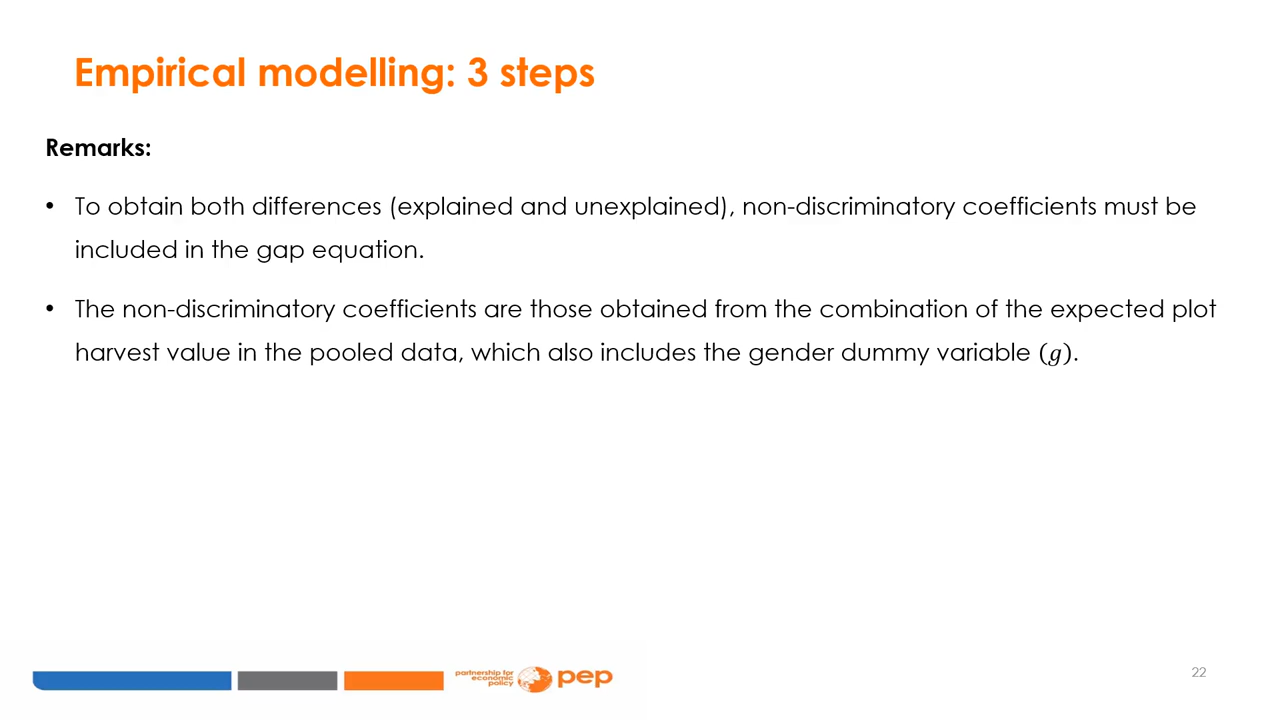 Empirical modelling: 3 steps
Remarks:
• To obtain both differences (explained and unexplained), non-discriminatory coefficients must be
included in the gap equation.
• The non-discriminatory coefficients are those obtained from the combination of the expected plot
harvest value in the pooled data, which also includes the gender dummy variable (g).
partnership for
economic
policy
pep
22